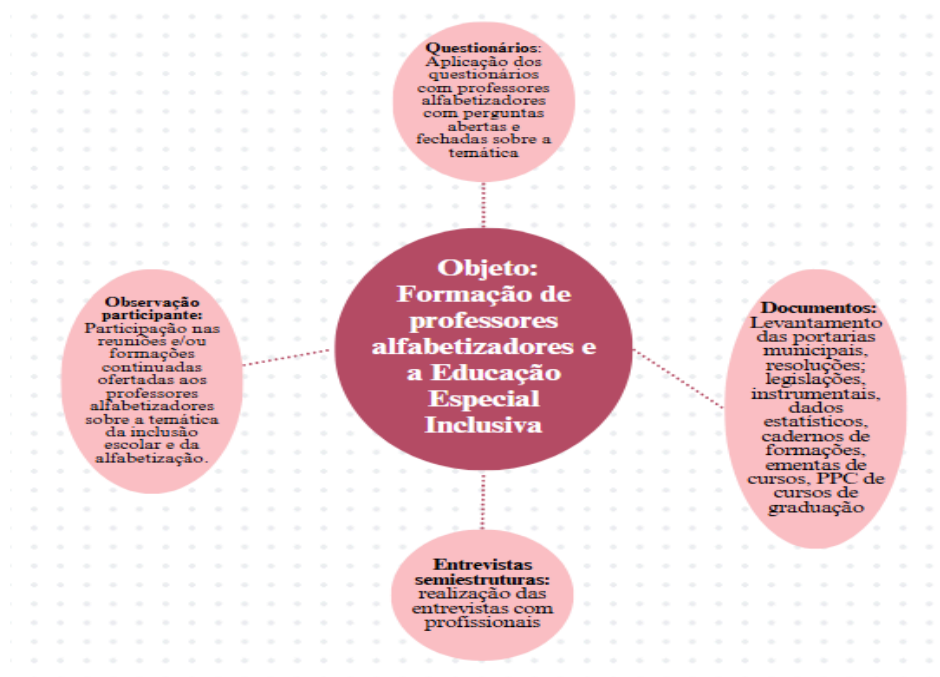 Questionários:
Aplicação dos
questionários
com professores
alfabetizadores
com perguntas
abertas e
fechadas sobre a
temática
Objeto:
Formação de
professores
alfabetizadores e
a Educação
Especial
Inclusiva
Observação
participante:
Participação nas
reuniões e/ou
formações
continuadas
ofertadas aos
professores
alfabetizadores
sobre a temática
da inclusão
escolar e da
alfabetização.
Documentos:
Levantamento
das portarias
municipais,
resoluções;
legislações,
instrumentais,
dados
estatísticos,
cadernos de
formações,
ementas de
cursos, PPC de
cursos de
graduação
Entrevistas
semiestruturas:
realização das
entrevistas com
profissionais